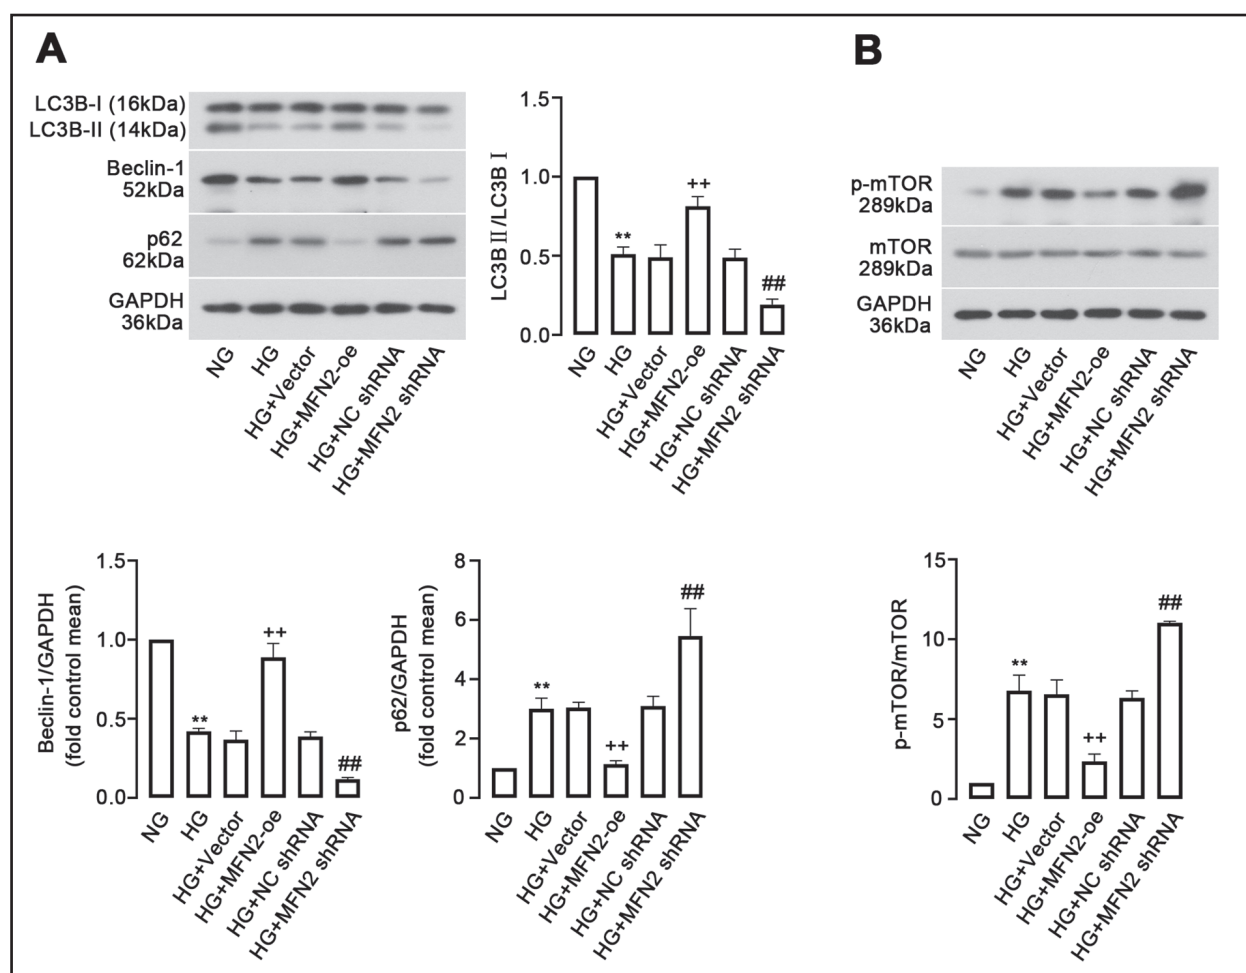 A
LC3B-I (16kDa)
LC3B-II (14kDa)
Beclin-1
52kDa
p62
62kDa
GAPDH
36kDa
NG
HG
HG+Vector
HG+MFN2-oe
HG+NC shRNA
HG+MFN2 shRNA
LC3BⅡ/LC3BⅠ
1.5
1.0
0.5
0.0
**
++
##
NG
HG
HG+Vector
HG+MFN2-oe
HG+NC shRNA
HG+MFN2 shRNA
B
p-mTOR
289kDa
mTOR
289kDa
GAPDH
36kDa
NG
HG
HG+Vector
HG+MFN2-oe
HG+NC shRNA
HG+MFN2 shRNA
Beclin-1/GAPDH
(fold control mean)
1.5
1.0
0.5
0.0
**
++
##
NG
HG
HG+Vector
HG+MFN2-oe
HG+NC shRNA
HG+MFN2 shRNA
p62/GAPDH
(fold control mean)
8
6
4
2
0
**
++
##
NG
HG
HG+Vector
HG+MFN2-oe
HG+NC shRNA
HG+MFN2 shRNA
p-mTOR/mTOR
15
10
5
0
**
++
##
NG
HG
HG+Vector
HG+MFN2-oe
HG+NC shRNA
HG+MFN2 shRNA